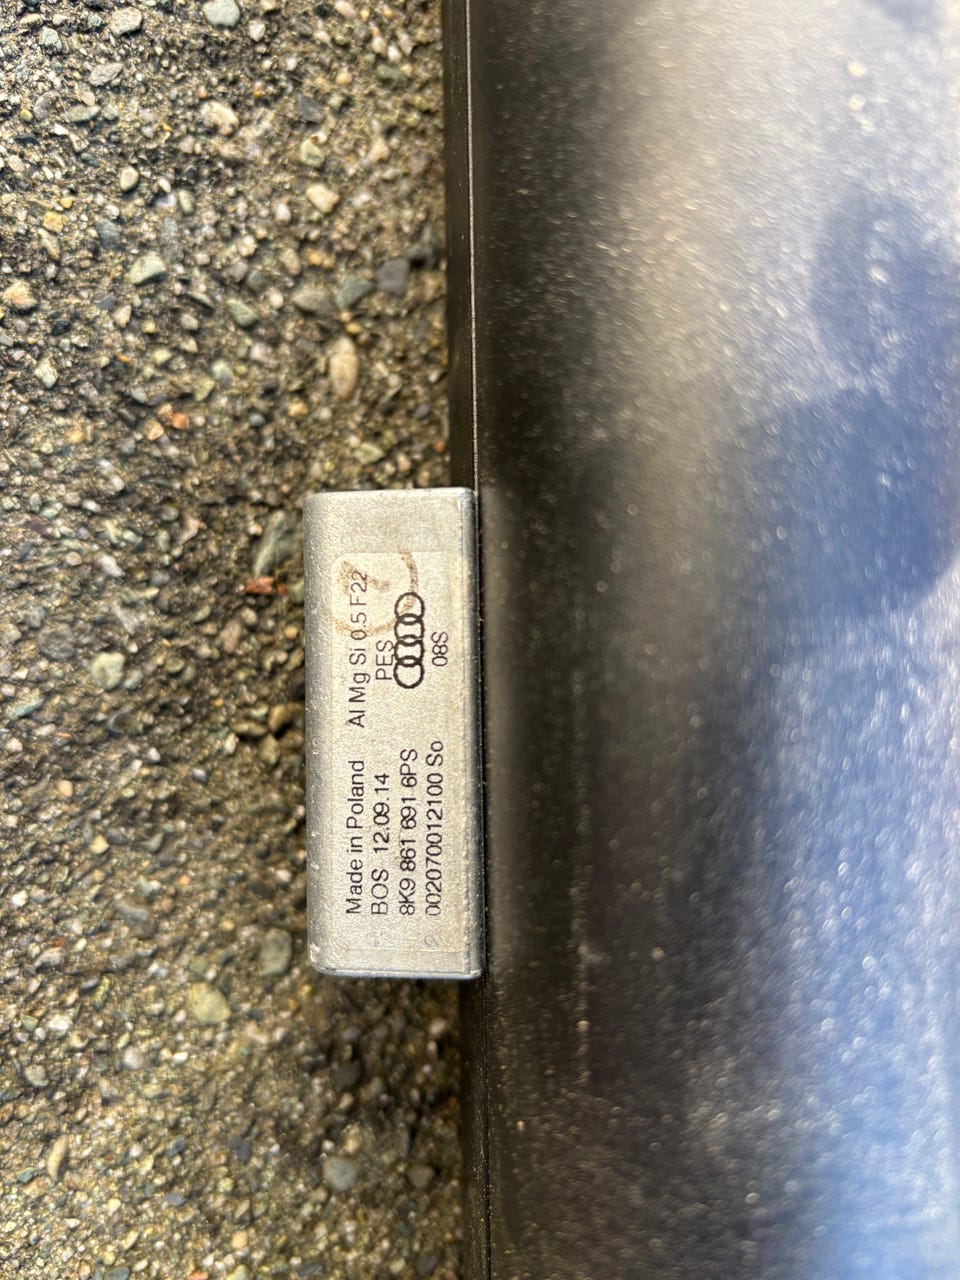 Made in Poland Al Mg Si 0.5 F22
BOS 12.09.14 PES
8K9 861 691 6PS
002070012100 So 08S